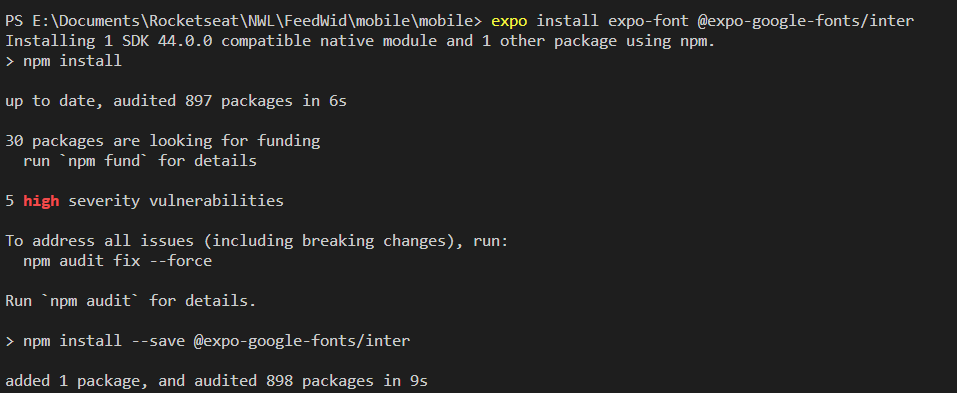 PS E:\Documents\Rocketseat\NWL\FeedWid\mobile\mobile> expo install expo-font @expo-google-fonts/inter
Installing 1 SDK 44.0.0 compatible native module and 1 other package using npm.
> npm install
up to date, audited 897 packages in 6s
30 packages are looking for funding
  run `npm fund` for details
5 high severity vulnerabilities
To address all issues (including breaking changes), run:
  npm audit fix --force
Run `npm audit` for details.
> npm install --save @expo-google-fonts/inter
added 1 package, and audited 898 packages in 9s